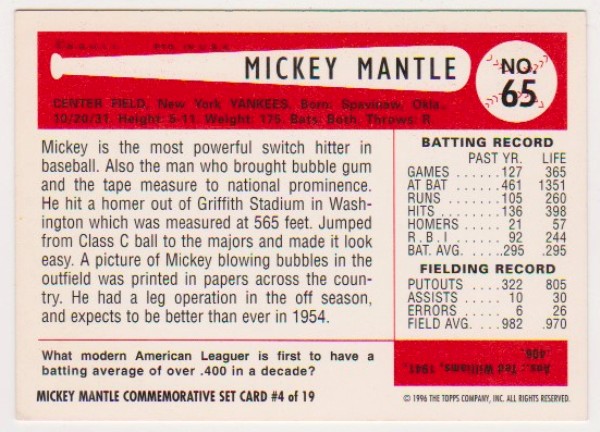 MICKEY MANTLE
NO.
65
CENTER FIELD, New York YANKEES. Born: Spavinow, Okla.
10/20/31. Height: 5-11. Weight: 175. Bats: Both. Throws: R.
Mickey is the most powerful switch hitter in
baseball. Also the man who brought bubble gum
and the tape measure to national prominence.
He hit a homer out of Griffith Stadium in Wash-
ington which was measured at 565 feet. Jumped
from Class C ball to the majors and made it look
easy. A picture of Mickey blowing bubbles in the
outfield was printed in papers across the coun-
try. He had a leg operation in the off season,
and expects to be better than ever in 1954.
BATTING RECORD
PAST YR. LIFE
GAMES ......127 365
AT BAT ......461 1351
RUNS ........105 260
HITS .........136 398
HOMERS .....21 57
R. B. I. ........92 244
BAT. AVG. ...295 .295
FIELDING RECORD
PUTOUTS ....322 805
ASSISTS ......10 30
ERRORS .......6 26
FIELD AVG. ...982 .970
What modern American Leaguer is first to have a
batting average of over .400 in a decade?
Ans.: Ted Williams, 1941,
.406.
MICKEY MANTLE COMMEMORATIVE SET CARD #4 of 19
© 1996 THE TOPPS COMPANY, INC. ALL RIGHTS RESERVED.